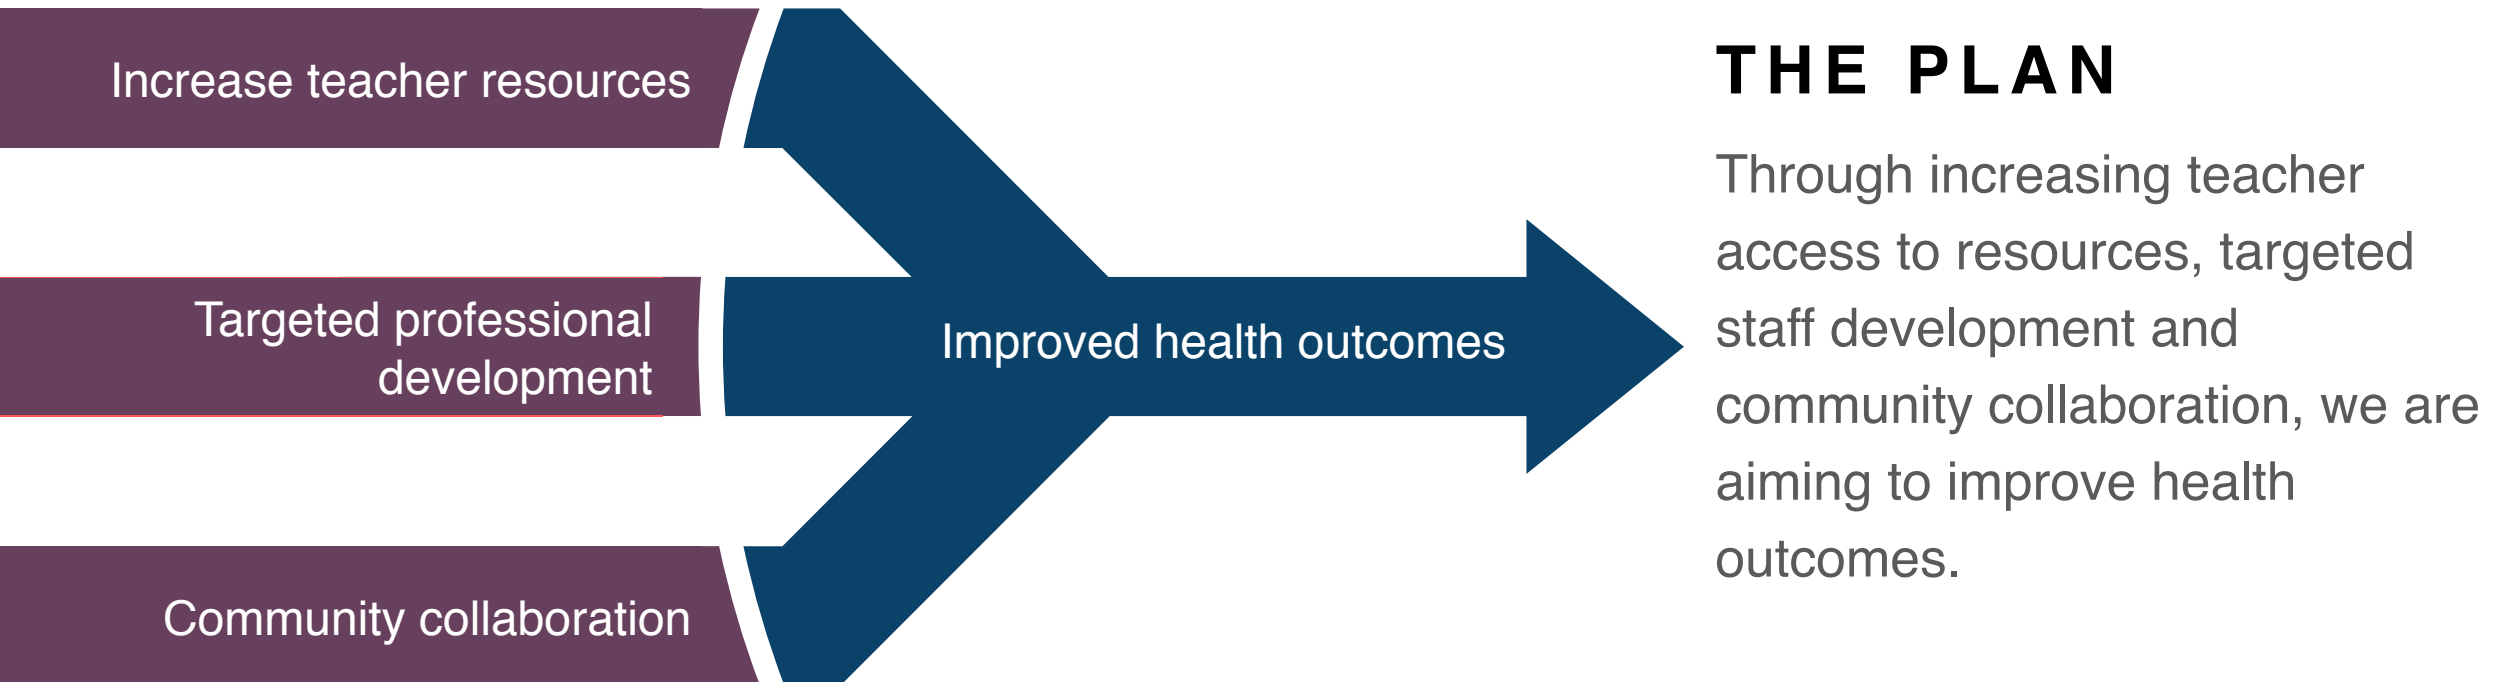 Increase teacher resources
Targeted professional
development
Community collaboration
Improved health outcomes
THE PLAN
Through increasing teacher
access to resources, targeted
staff development and
community collaboration, we are
aiming to improve health
outcomes.